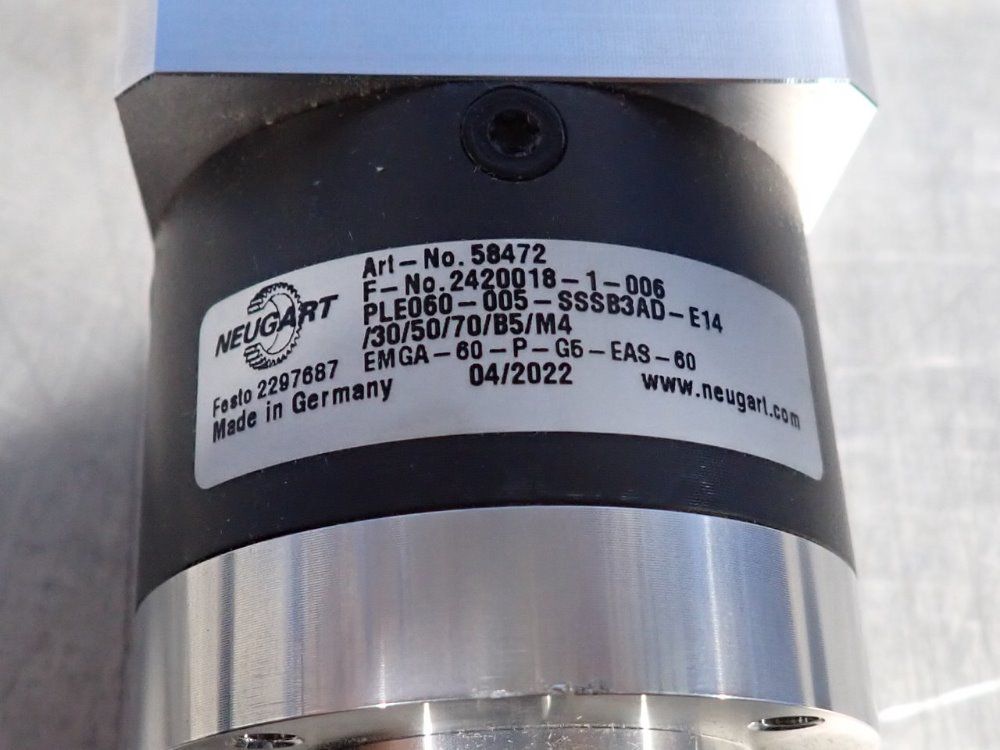 Art-No. 58472
F-No. 2420018-1-006
PLE060-005-SSSB3AD-E14
/30/50/70/B5/M4
EMGA-60-P-G5-EAS-60
NEUGART
Festo 2297687
04/2022
Made in Germany
www.neugart.com